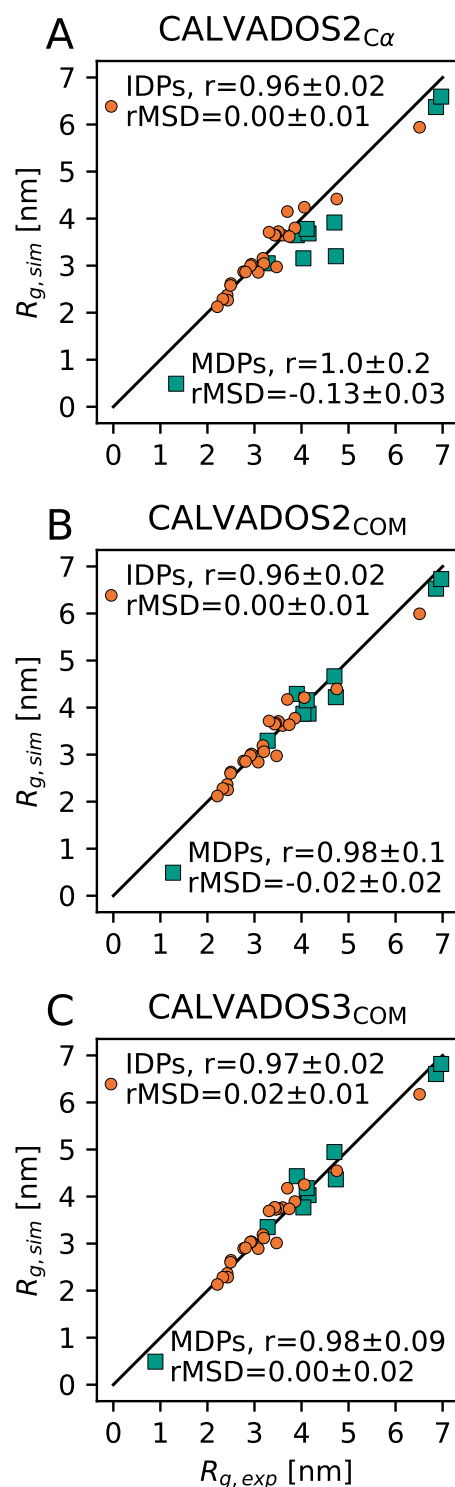 A
CALVADOS2Cα
IDPs, r=0.96±0.02
rMSD=0.00±0.01
MDPs, r=1.0±0.2
rMSD=-0.13±0.03
Rg,sim [nm]
7
6
5
4
3
2
1
0
0 1 2 3 4 5 6 7
B
CALVADOS2COM
IDPs, r=0.96±0.02
rMSD=0.00±0.01
MDPs, r=0.98±0.1
rMSD=-0.02±0.02
Rg,sim [nm]
7
6
5
4
3
2
1
0
0 1 2 3 4 5 6 7
C
CALVADOS3COM
IDPs, r=0.97±0.02
rMSD=0.02±0.01
MDPs, r=0.98±0.09
rMSD=0.00±0.02
Rg,sim [nm]
7
6
5
4
3
2
1
0
0 1 2 3 4 5 6 7
Rg,exp [nm]